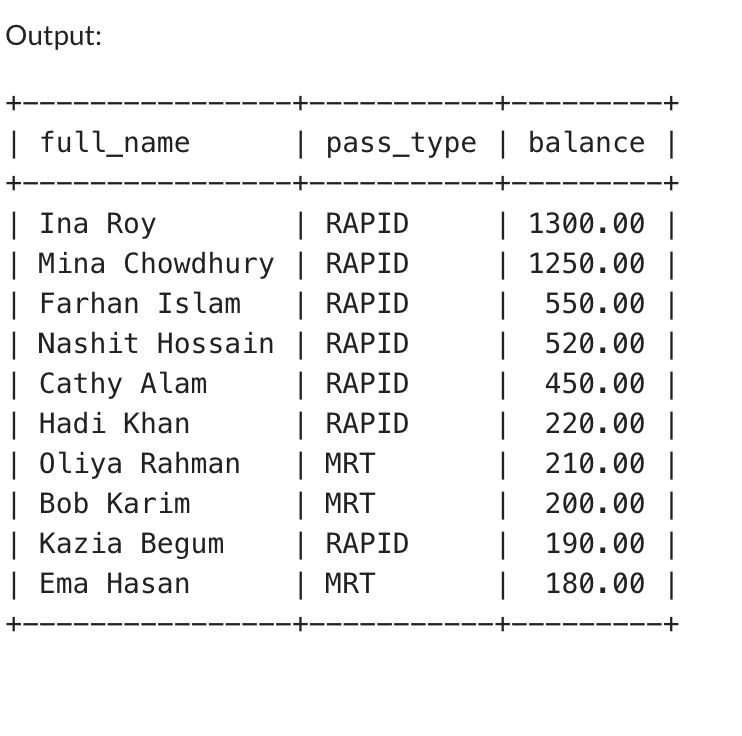 Output:
+----------------+-----------+---------+
| full_name      | pass_type | balance |
+----------------+-----------+---------+
| Ina Roy        | RAPID     | 1300.00 |
| Mina Chowdhury | RAPID     | 1250.00 |
| Farhan Islam   | RAPID     |  550.00 |
| Nashit Hossain | RAPID     |  520.00 |
| Cathy Alam     | RAPID     |  450.00 |
| Hadi Khan      | RAPID     |  220.00 |
| Oliya Rahman   | MRT       |  210.00 |
| Bob Karim      | MRT       |  200.00 |
| Kazia Begum    | RAPID     |  190.00 |
| Ema Hasan      | MRT       |  180.00 |
+----------------+-----------+---------+